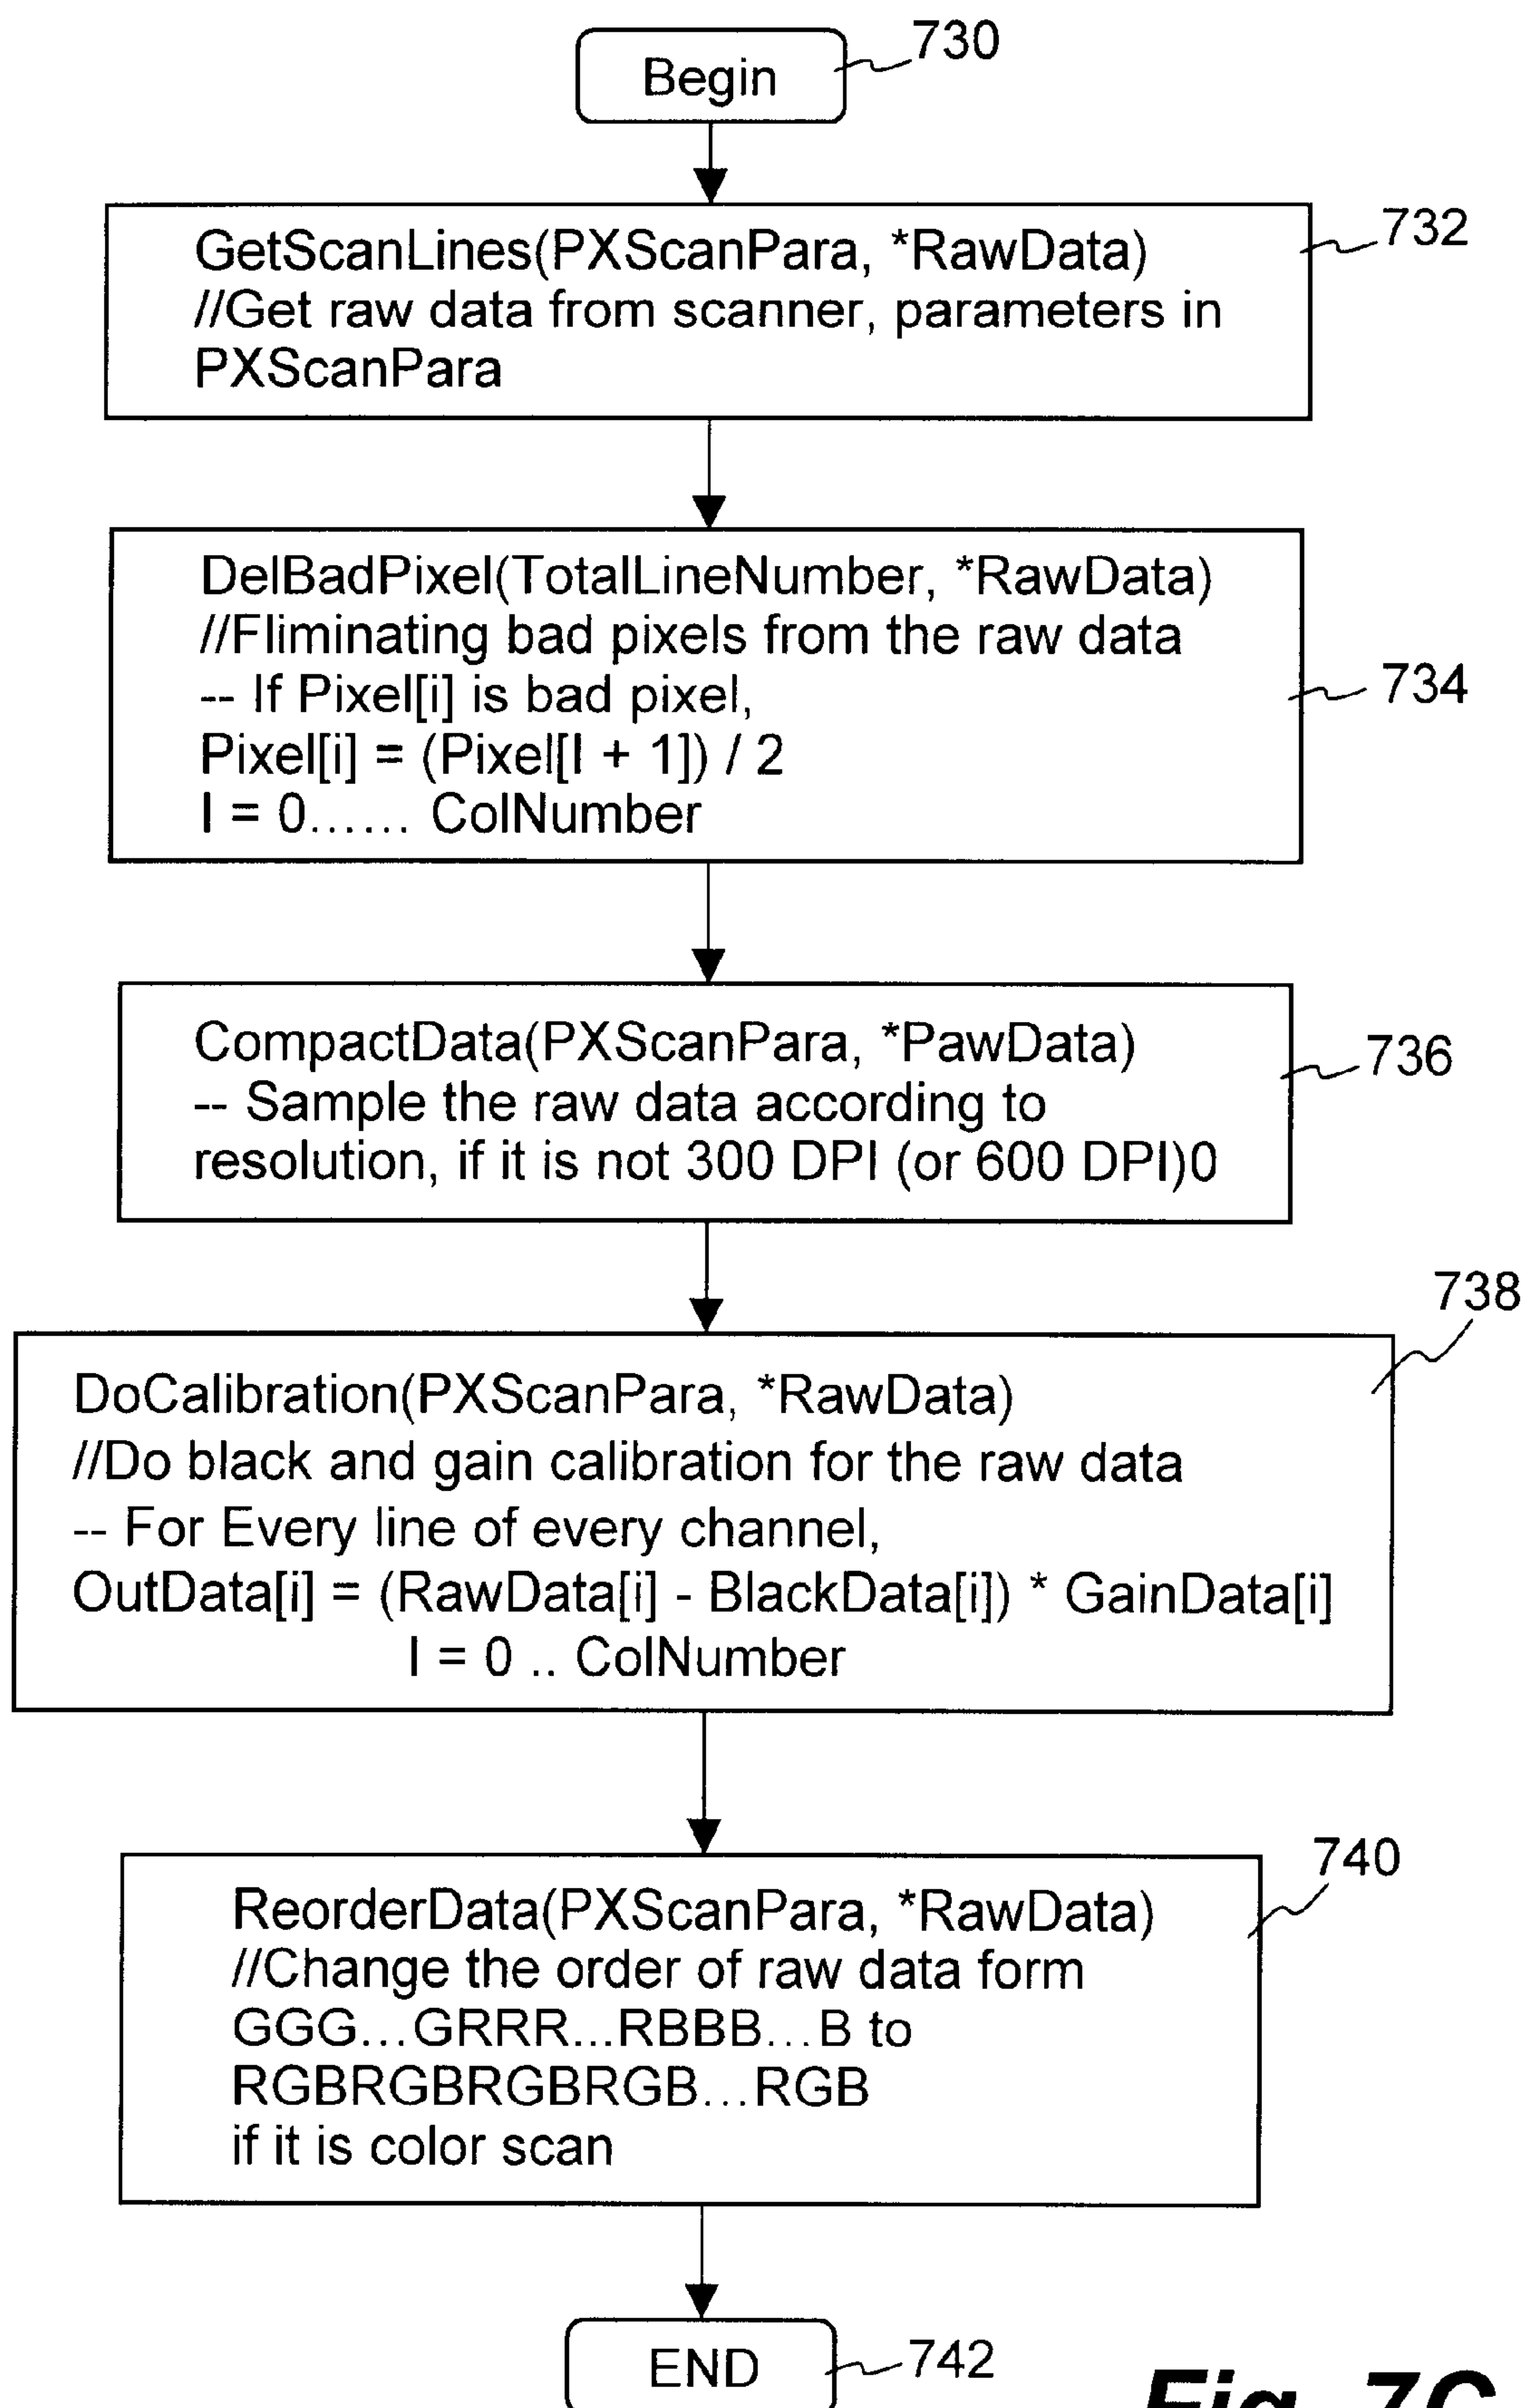 Begin
730
GetScanLines(PXScanPara, *RawData)
//Get raw data from scanner, parameters in
PXScanPara
732
DelBadPixel(TotalLineNumber, *RawData)
//Fliminating bad pixels from the raw data
-- If Pixel[i] is bad pixel,
Pixel[i] = (Pixel[I + 1]) / 2
I = 0...... ColNumber
734
CompactData(PXScanPara, *PawData)
-- Sample the raw data according to
resolution, if it is not 300 DPI (or 600 DPI)0
736
738
DoCalibration(PXScanPara, *RawData)
//Do black and gain calibration for the raw data
-- For Every line of every channel,
OutData[i] = (RawData[i] - BlackData[i]) * GainData[i]
I = 0 .. ColNumber
740
ReorderData(PXScanPara, *RawData)
//Change the order of raw data form
GGG...GRRR...RBBB...B to
RGBRGBRGBRGB...RGB
if it is color scan
END
742
Fig. 7C